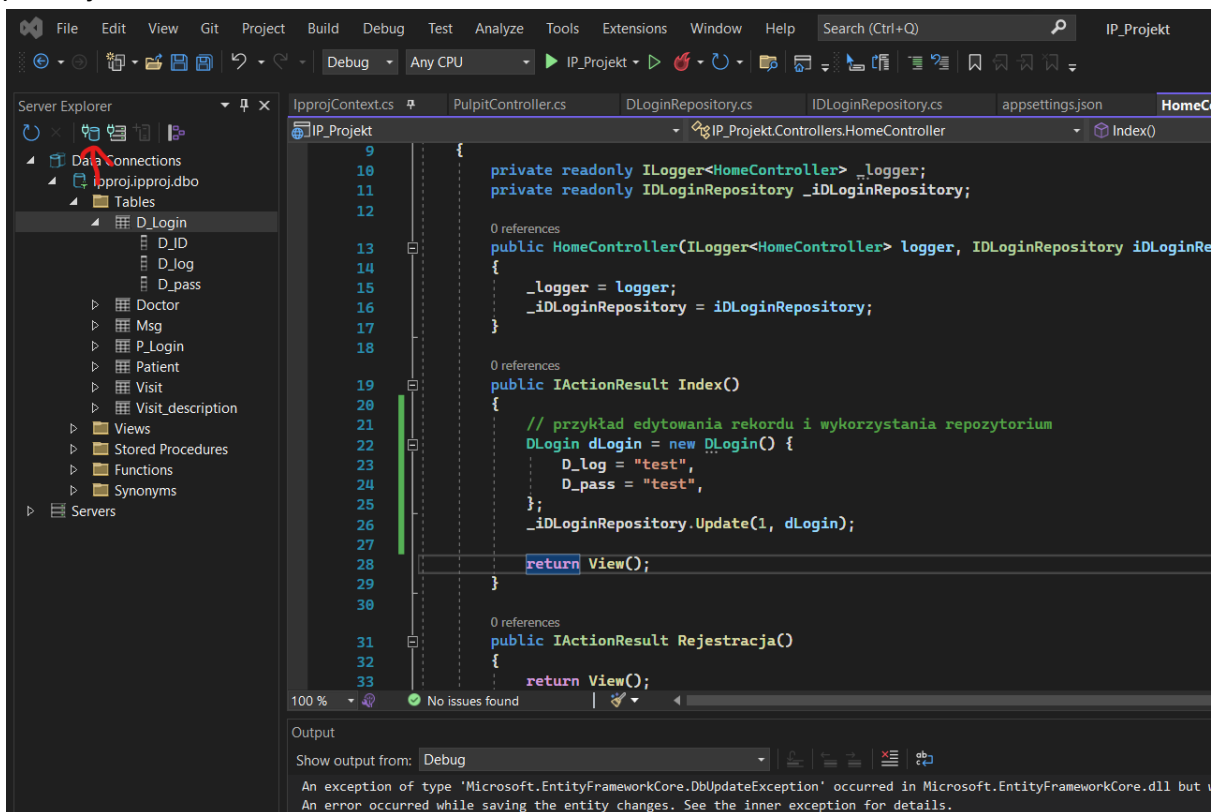 File Edit View Git Project Build Debug Test Analyze Tools Extensions Window Help Search (Ctrl+Q) IP_Projekt
Debug Any CPU IP_Projekt
Server Explorer
Data Connections
ipproj.ipproj.dbo
Tables
D_Login
D_ID
D_log
D_pass
Doctor
Msg
P_Login
Patient
Visit
Visit_description
Views
Stored Procedures
Functions
Synonyms
Servers
IpprojContext.cs PulpitController.cs DLoginRepository.cs IDLoginRepository.cs appsettings.json HomeC
IP_Projekt IP_Projekt.Controllers.HomeController Index()
9 {
10 private readonly ILogger<HomeController> _logger;
11 private readonly IDLoginRepository _iDLoginRepository;
12
0 references
13 public HomeController(ILogger<HomeController> logger, IDLoginRepository iDLoginRe
14 {
15 _logger = logger;
16 _iDLoginRepository = iDLoginRepository;
17 }
18
0 references
19 public IActionResult Index()
20 {
21 // przykład edytowania rekordu i wykorzystania repozytorium
22 DLogin dLogin = new DLogin() {
23 D_log = "test",
24 D_pass = "test",
25 };
26 _iDLoginRepository.Update(1, dLogin);
27
28 return View();
29 }
30
0 references
31 public IActionResult Rejestracja()
32 {
33 return View();
100 % No issues found
Output
Show output from: Debug
An exception of type 'Microsoft.EntityFrameworkCore.DbUpdateException' occurred in Microsoft.EntityFrameworkCore.dll but
An error occurred while saving the entity changes. See the inner exception for details.